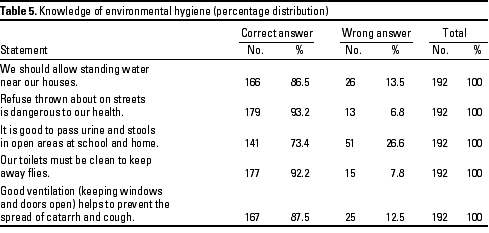 Table 5. Knowledge of environmental hygiene (percentage distribution)
Correct answer Wrong answer Total
Statement No. % No. % No. %
We should allow standing water
near our houses. 166 86.5 26 13.5 192 100
Refuse thrown about on streets
is dangerous to our health. 179 93.2 13 6.8 192 100
It is good to pass urine and stools
in open areas at school and home. 141 73.4 51 26.6 192 100
Our toilets must be clean to keep
away flies. 177 92.2 15 7.8 192 100
Good ventilation (keeping windows
and doors open) helps to prevent the
spread of catarrh and cough. 167 87.5 25 12.5 192 100